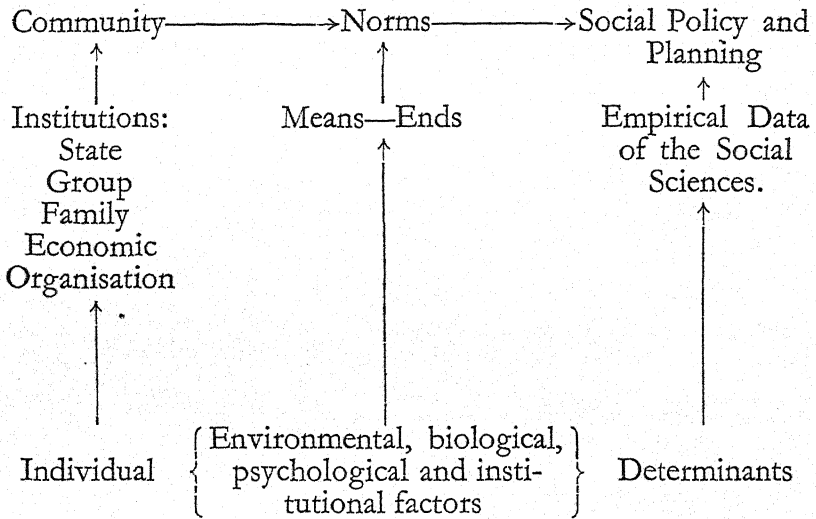 Community
Norms
Social Policy and
Planning
Institutions:
State
Group
Family
Economic
Organisation
Means—Ends
Empirical Data
of the Social
Sciences.
Individual
Environmental, biological,
psychological and insti-
tutional factors
Determinants